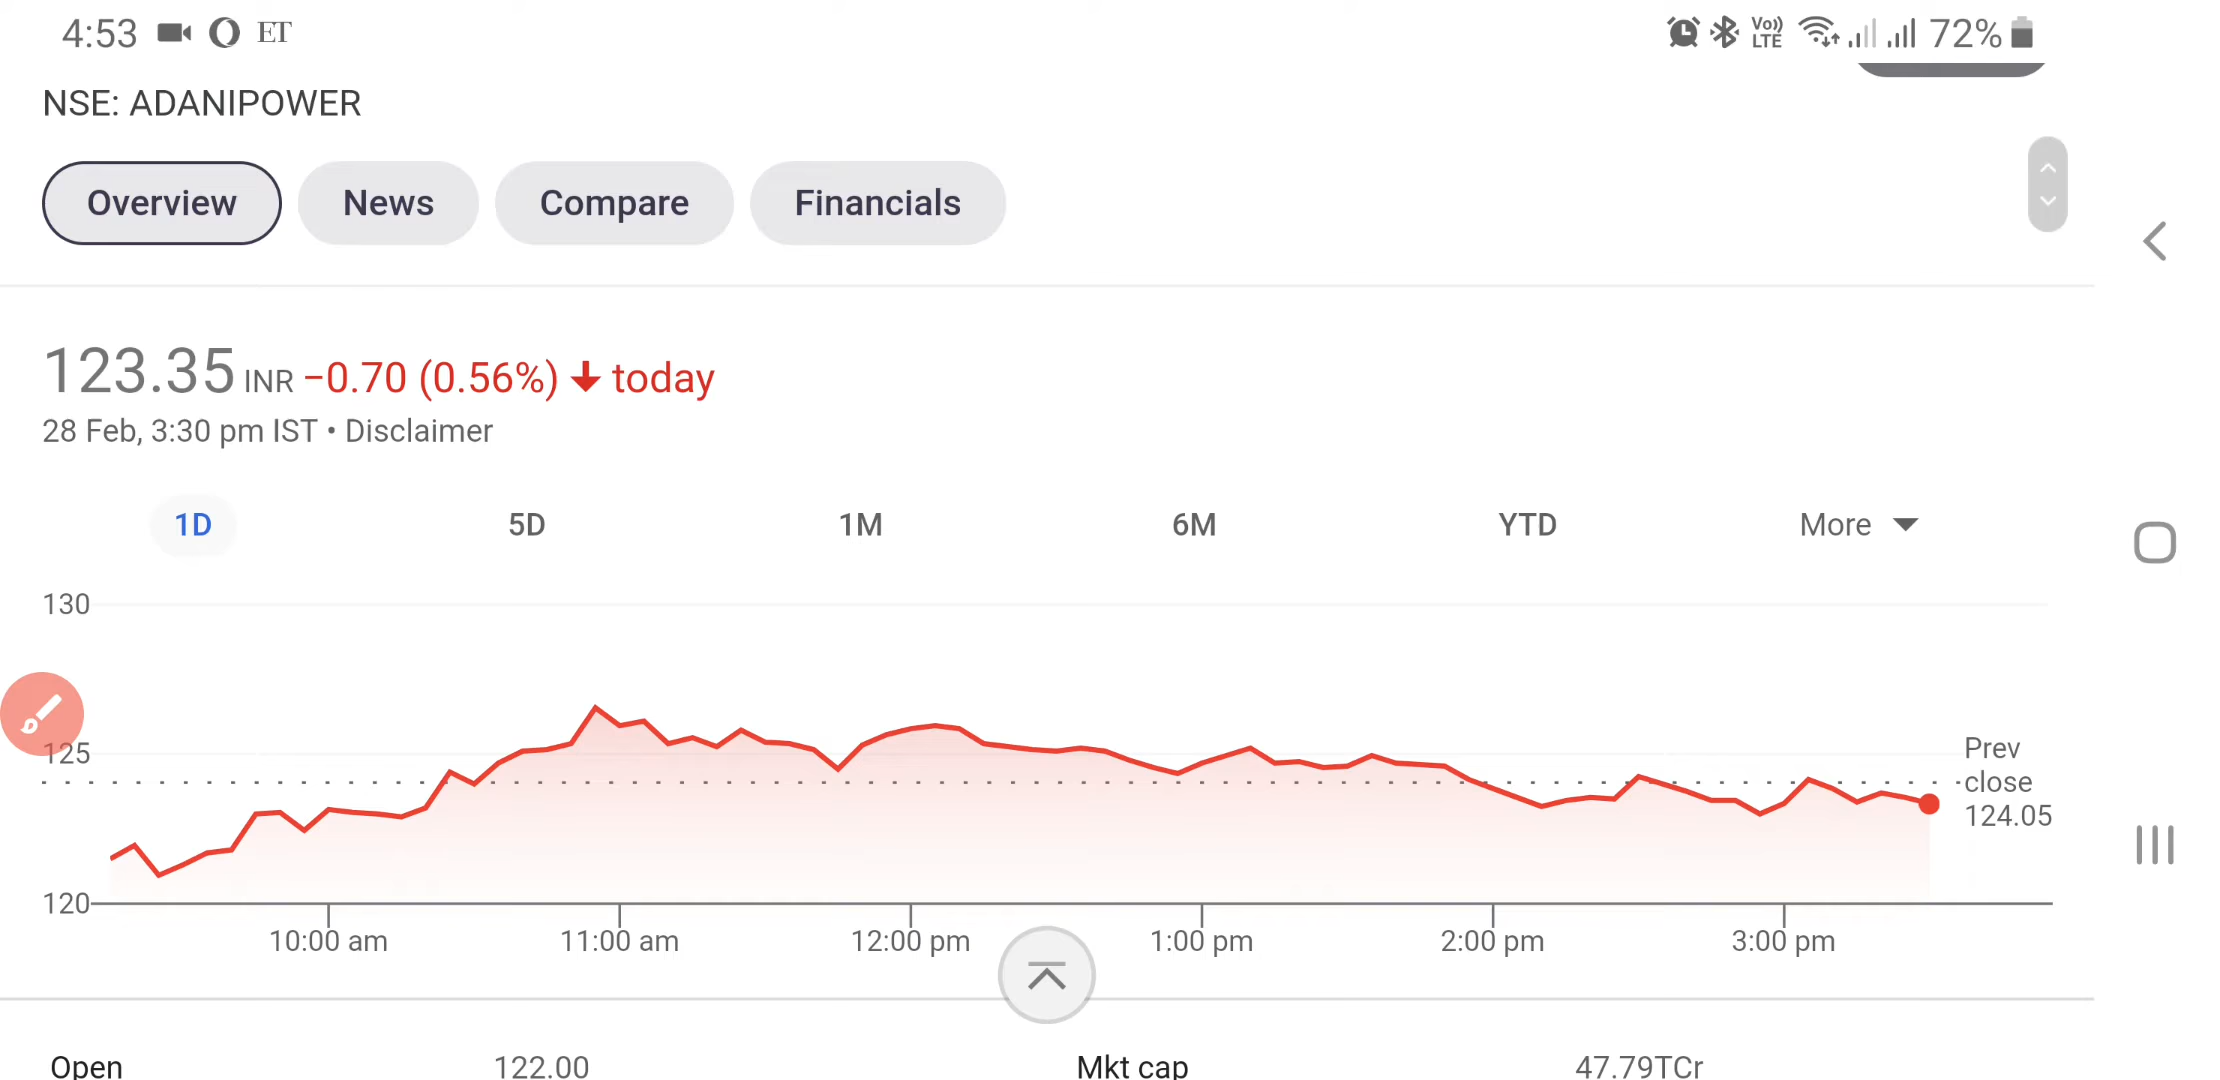 4:53 ET Vo)) LTE 72%
NSE: ADANIPOWER
Overview News Compare Financials
123.35 INR −0.70 (0.56%) ↓ today
28 Feb, 3:30 pm IST • Disclaimer
1D 5D 1M 6M YTD More
130
125
120
Prev
close
124.05
10:00 am 11:00 am 12:00 pm 1:00 pm 2:00 pm 3:00 pm
Open 122.00 Mkt cap 47.79TCr